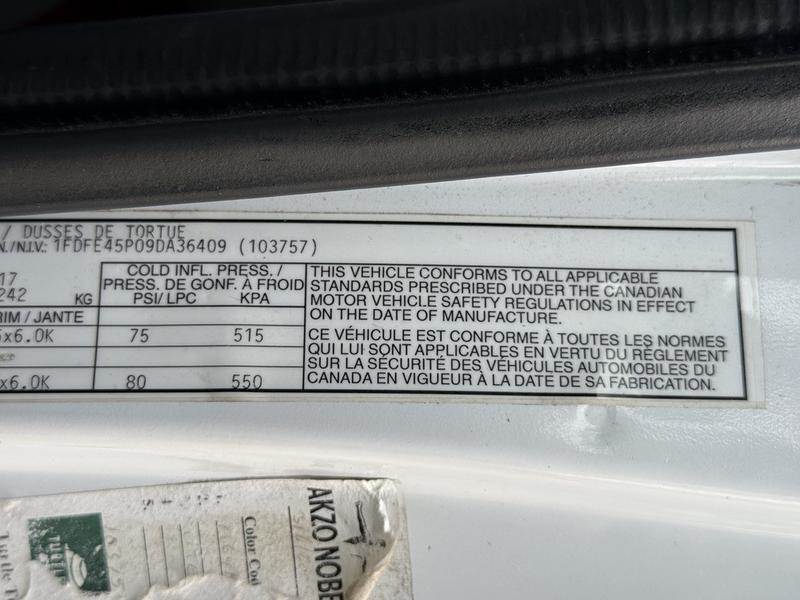 / DUSSES DE TORTUE
N./N.I.V.: 1FDFE45P09DA36409 (103757)
17
242 KG
RIM / JANTE
x6.0K
x6.0K
COLD INFL. PRESS. /
PRESS. DE GONF. À FROID
PSI/ LPC KPA
75 515
80 550
THIS VEHICLE CONFORMS TO ALL APPLICABLE
STANDARDS PRESCRIBED UNDER THE CANADIAN
MOTOR VEHICLE SAFETY REGULATIONS IN EFFECT
ON THE DATE OF MANUFACTURE.
CE VÉHICULE EST CONFORME À TOUTES LES NORMES
QUI LUI SONT APPLICABLES EN VERTU DU RÈGLEMENT
SUR LA SÉCURITÉ DES VÉHICULES AUTOMOBILES DU
CANADA EN VIGUEUR À LA DATE DE SA FABRICATION.
AKZO NOBE
Color Cod